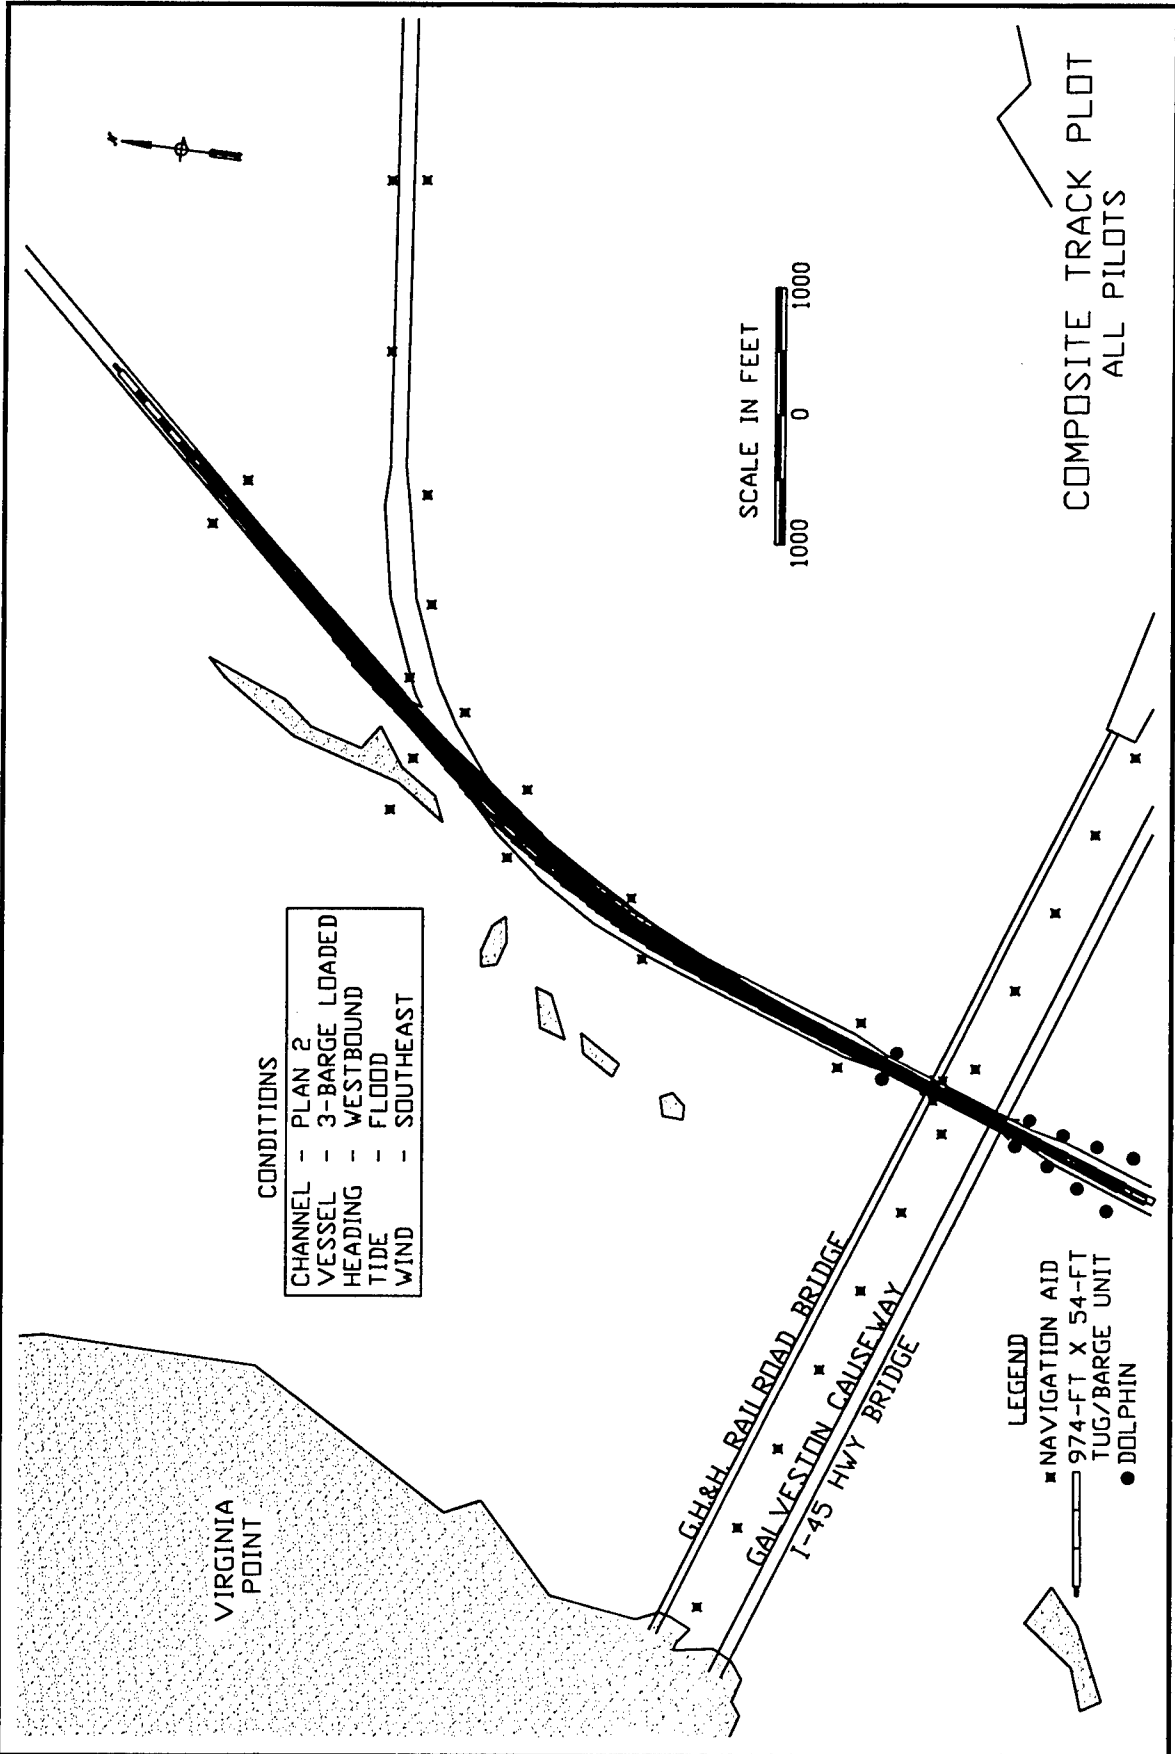 N
VIRGINIA
POINT
CONDITIONS
CHANNEL - PLAN 2
VESSEL - 3-BARGE LOADED
HEADING - WESTBOUND
TIDE - FLOOD
WIND - SOUTHEAST
G.H.&H. RAILROAD BRIDGE
GALVESTON CAUSEWAY
I-45 HWY BRIDGE
SCALE IN FEET
1000 0 1000
LEGEND
NAVIGATION AID
974-FT X 54-FT
TUG/BARGE UNIT
DOLPHIN
COMPOSITE TRACK PLOT
ALL PILOTS